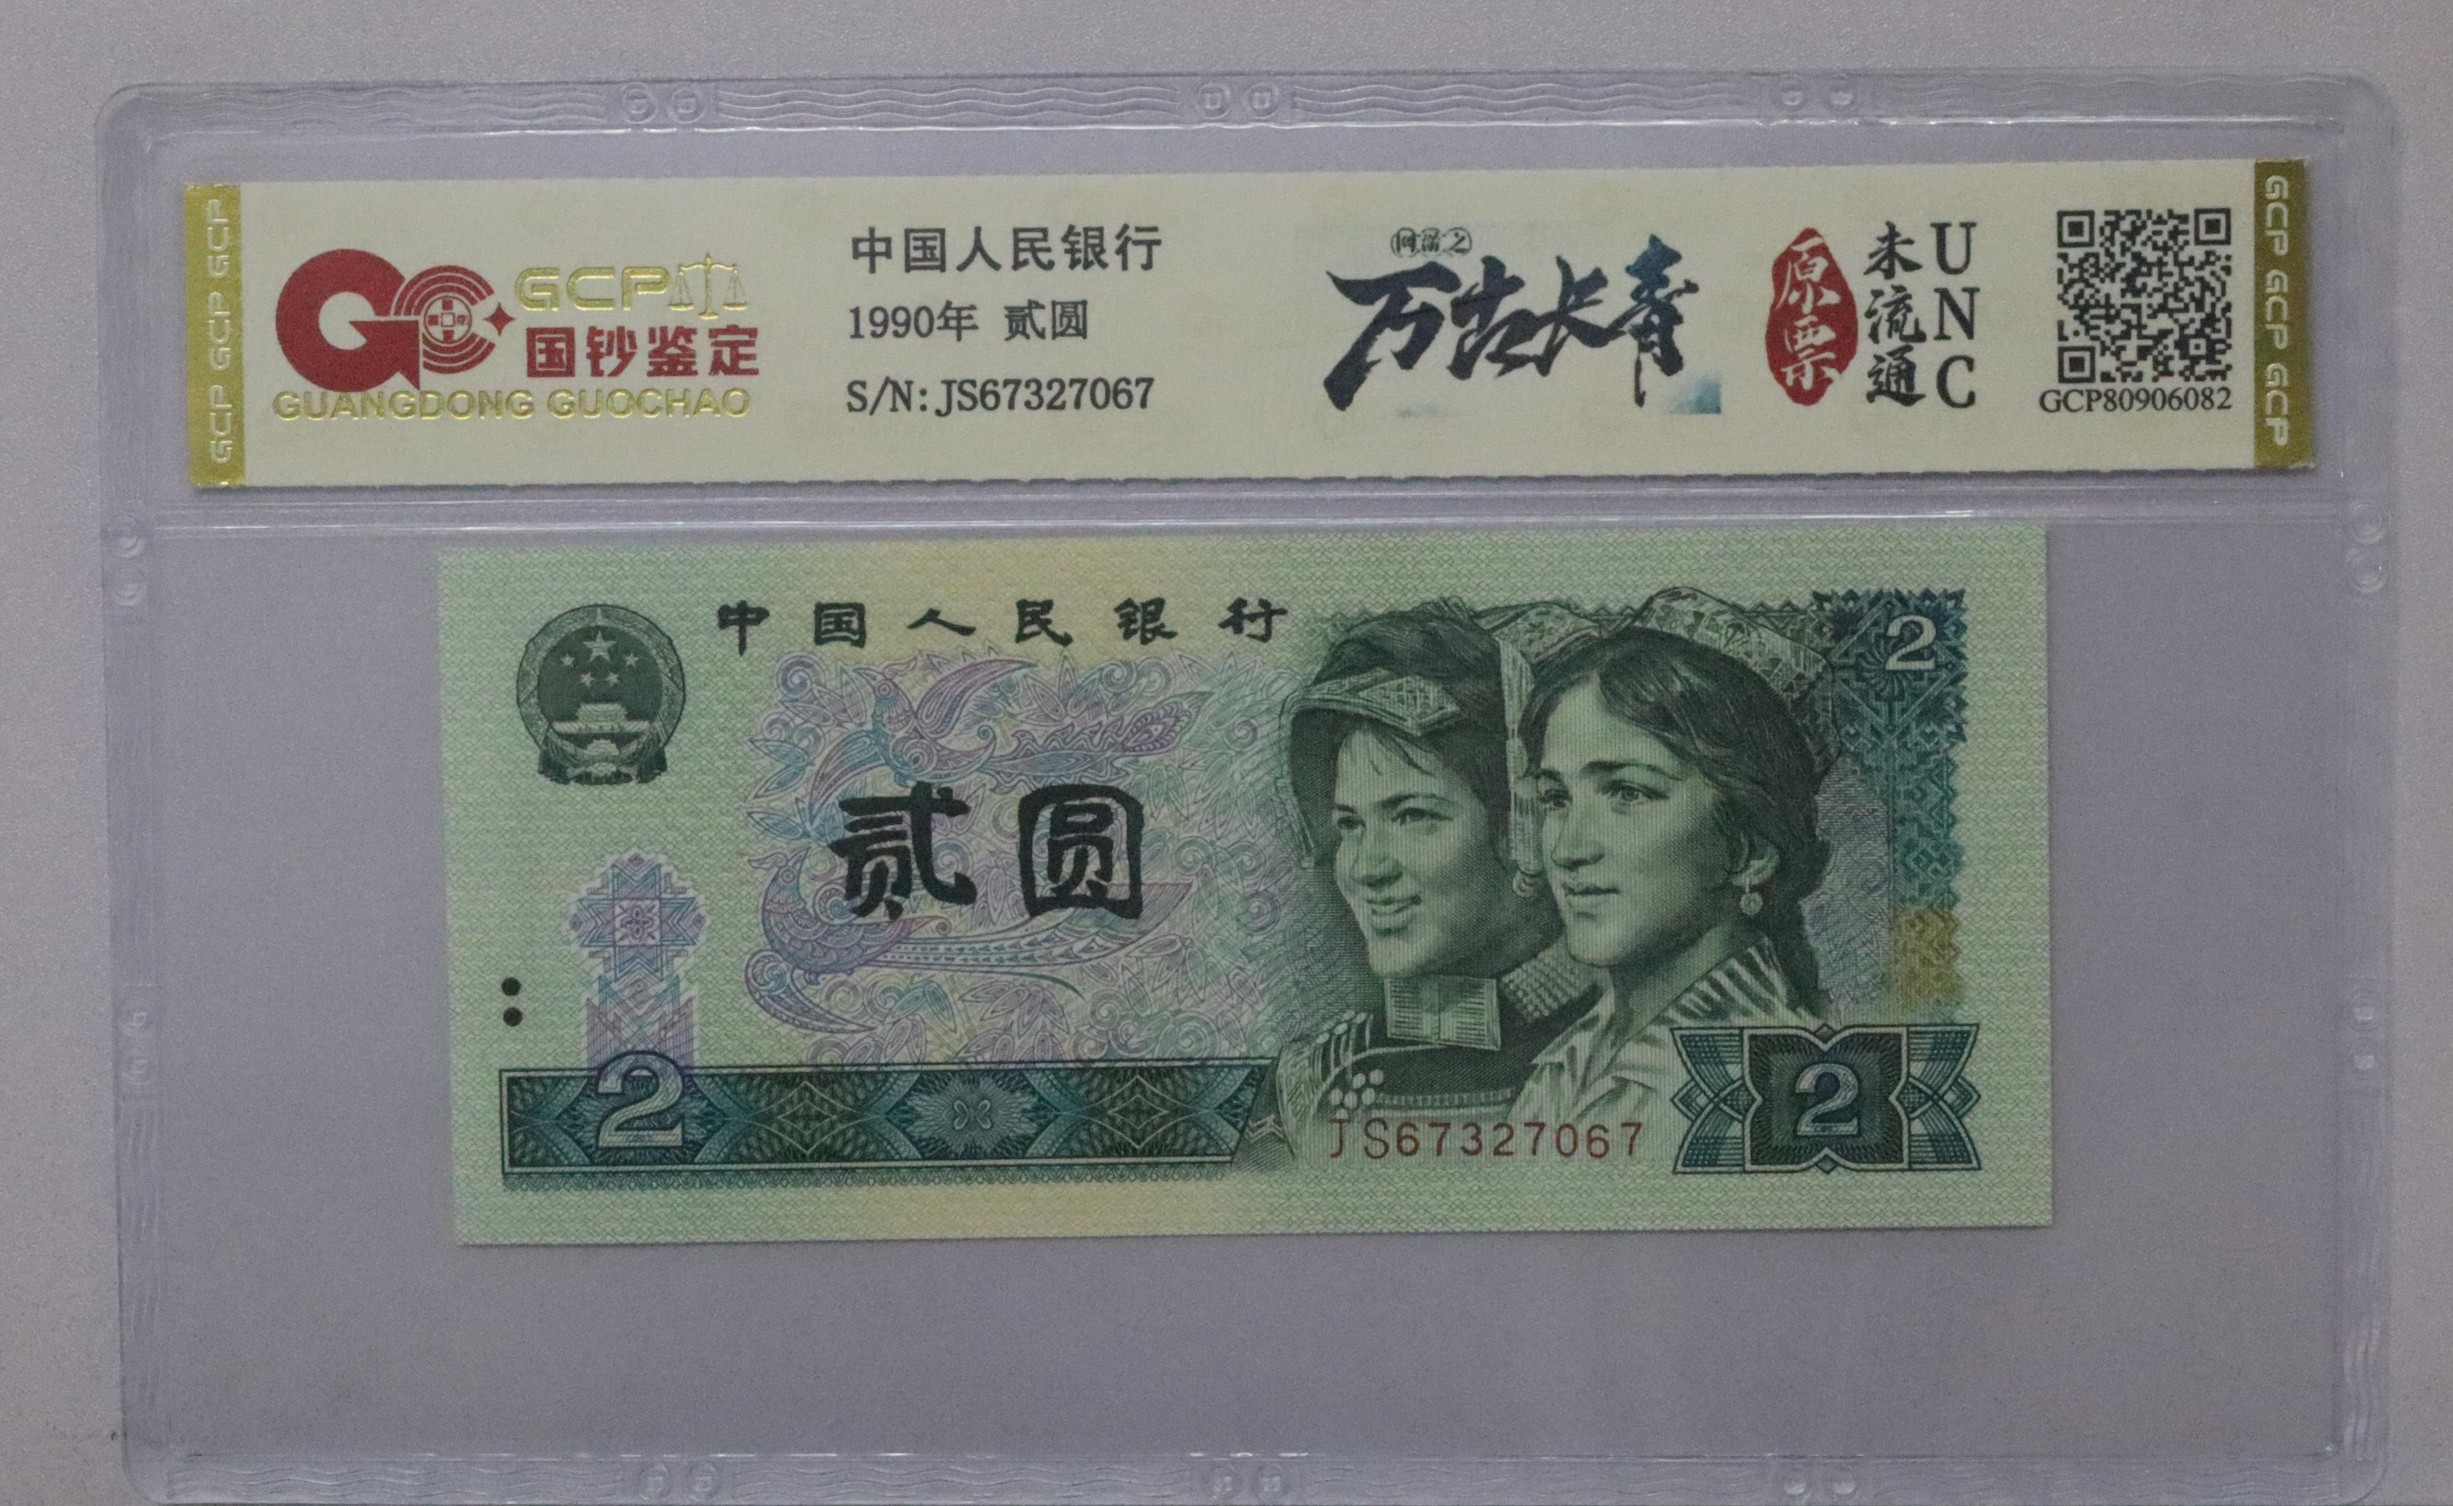 GCP GCP GCP
GCP
国钞鉴定
GUANGDONG GUOCHAO
中国人民银行
1990年 贰圆
S/N: JS67327067
万古长青
原票
未流通
UNC
GCP80906082
GCP GCP GCP
中国人民银行
2
贰圆
2
JS67327067
2